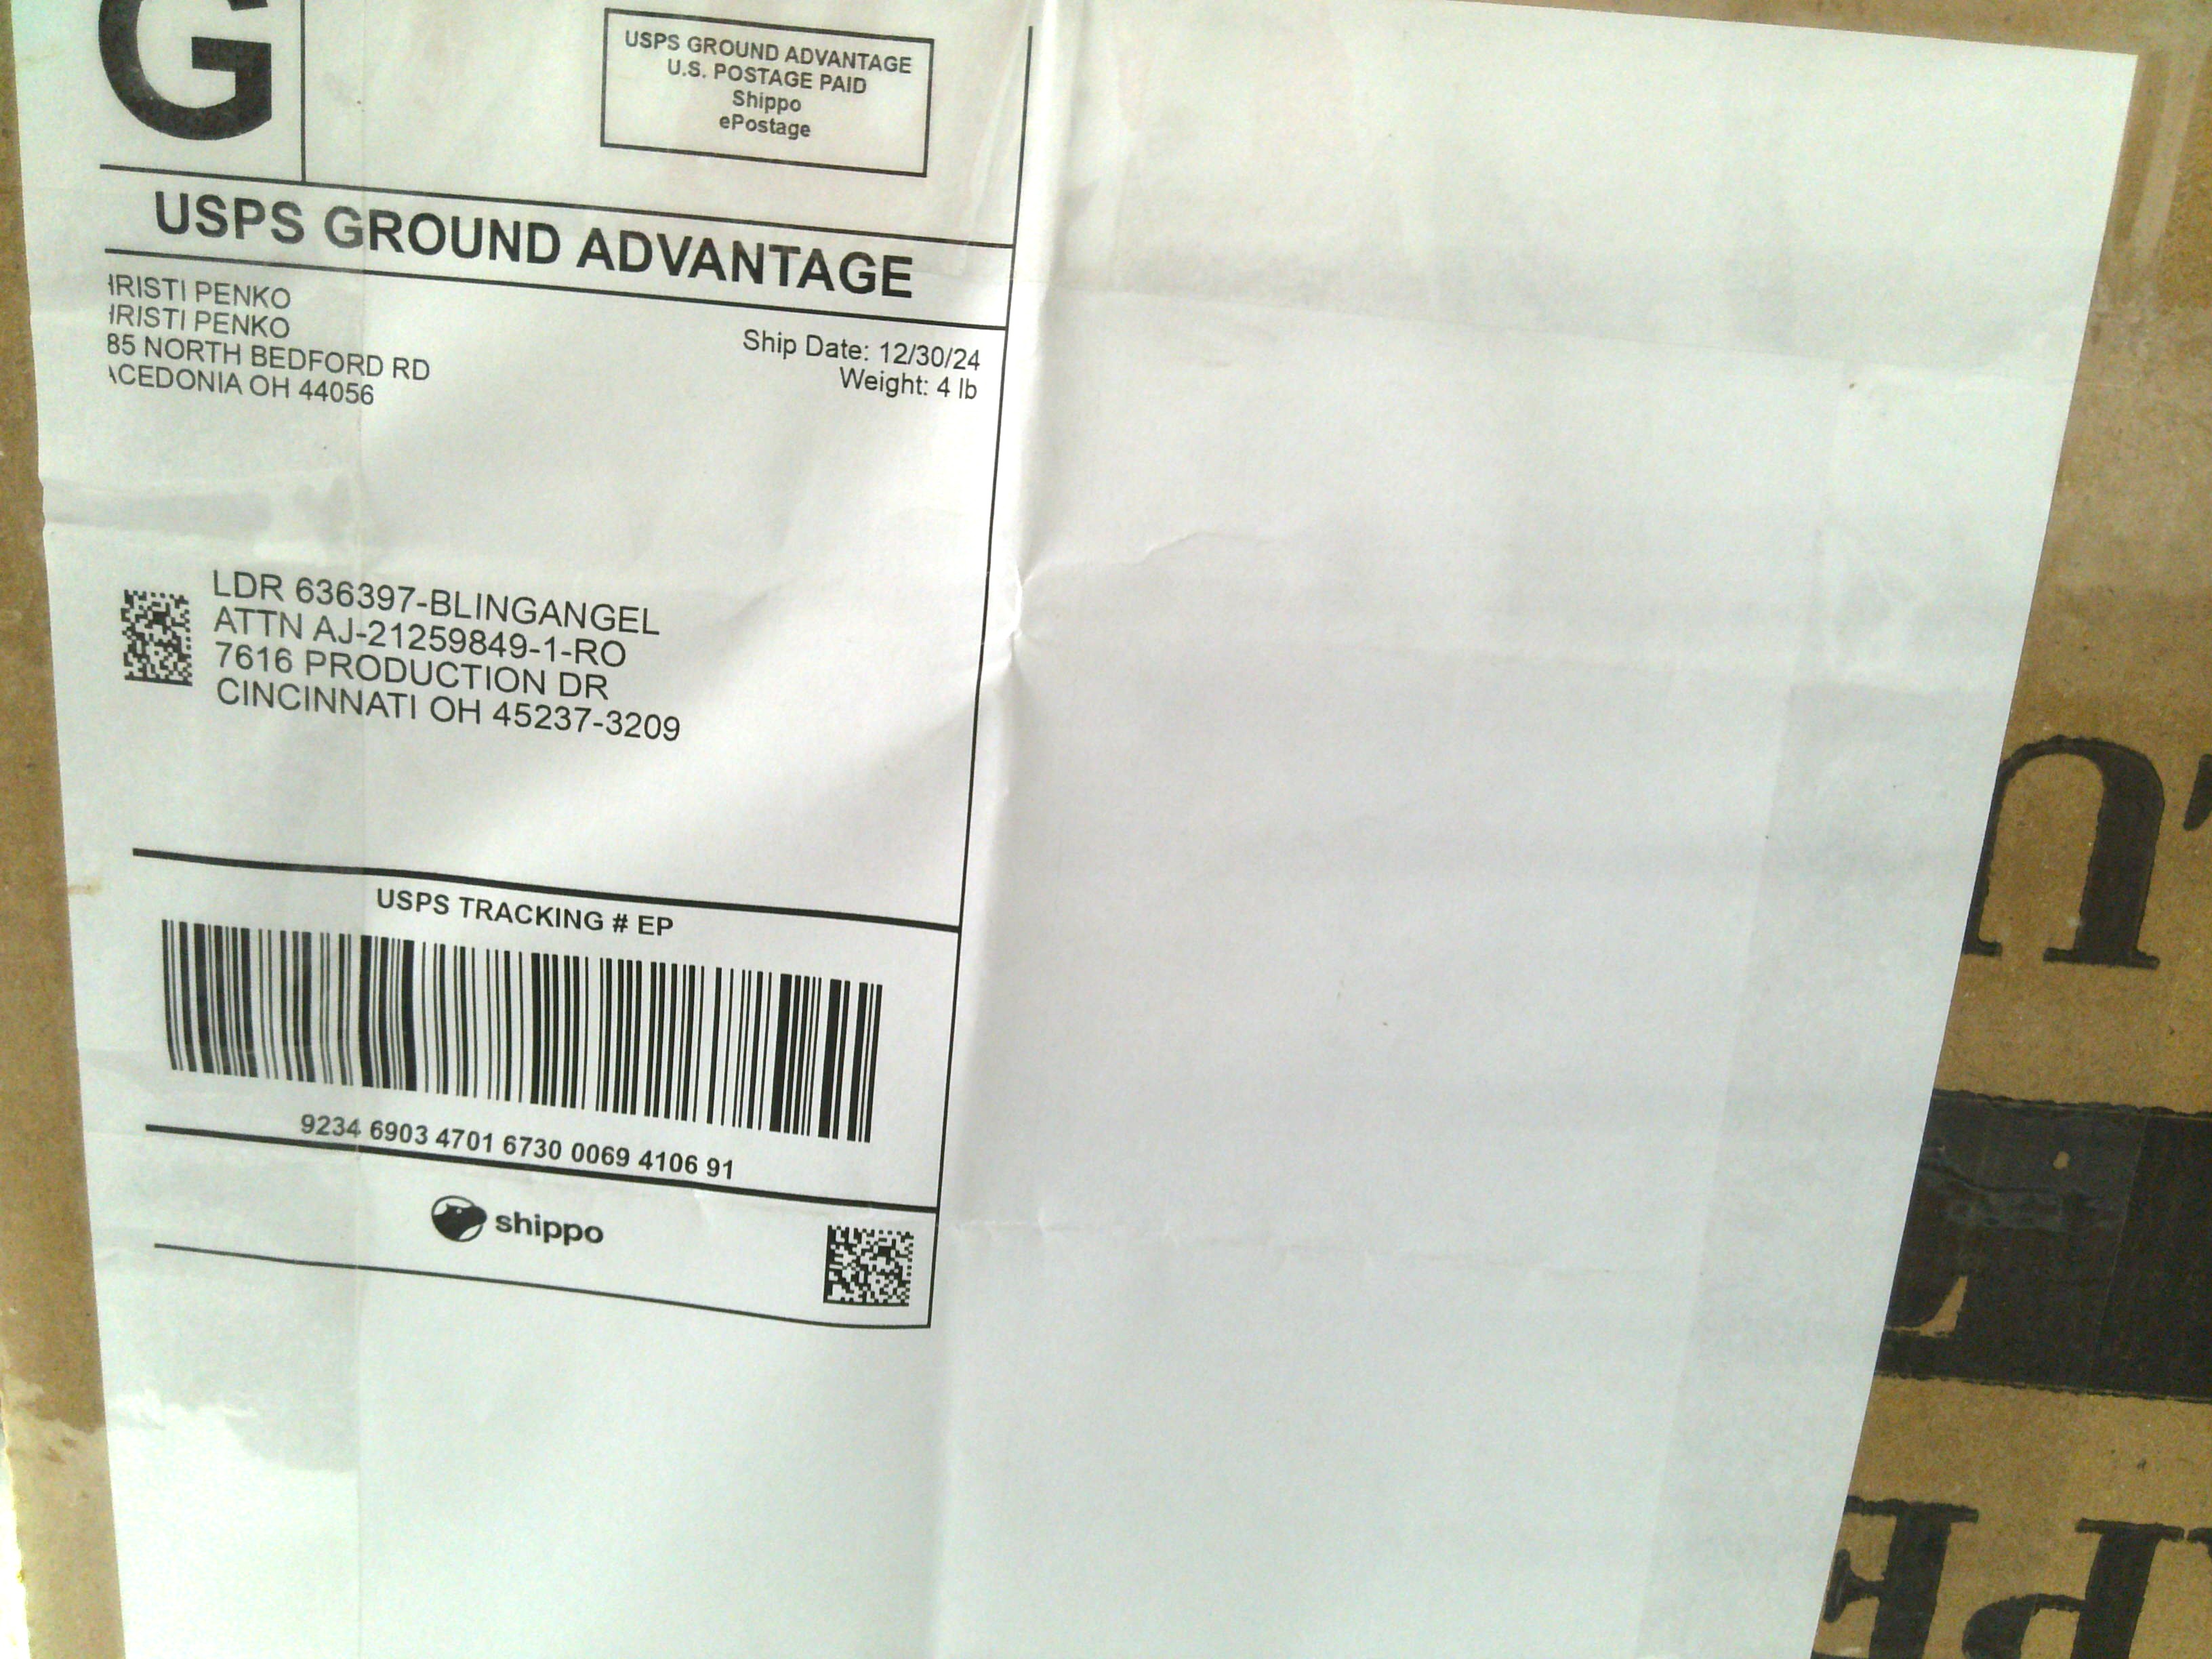 G
USPS GROUND ADVANTAGE
U.S. POSTAGE PAID
Shippo
ePostage
USPS GROUND ADVANTAGE
RISTI PENKO
RISTI PENKO
85 NORTH BEDFORD RD
ACEDONIA OH 44056
Ship Date: 12/30/24
Weight: 4 lb
LDR 636397-BLINGANGEL
ATTN AJ-21259849-1-RO
7616 PRODUCTION DR
CINCINNATI OH 45237-3209
USPS TRACKING # EP
9234 6903 4701 6730 0069 4106 91
shippo